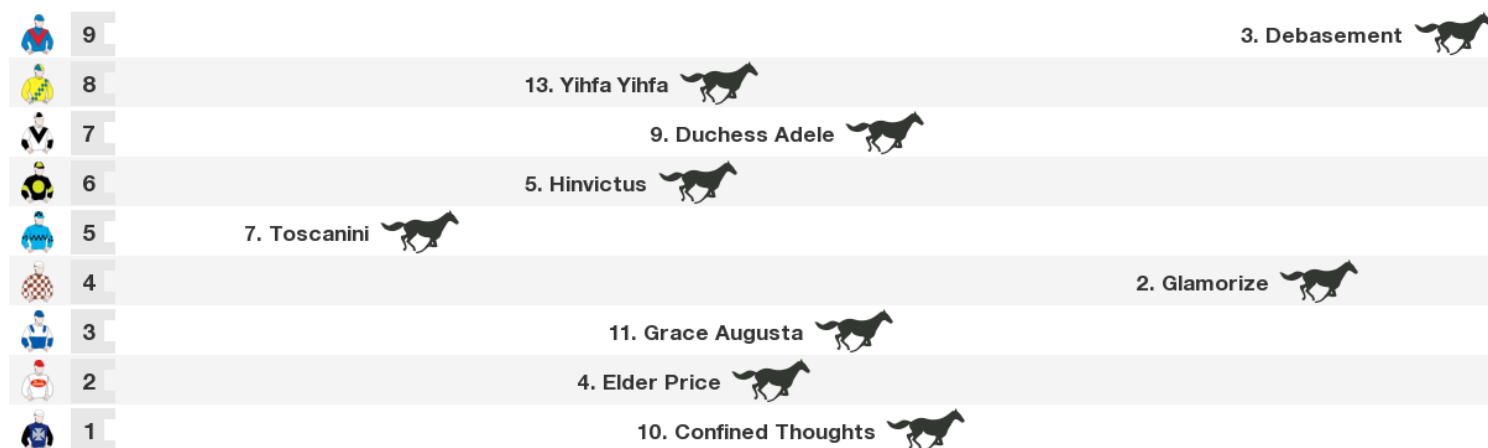 9 3. Debasement
8 13. Yihfa Yihfa
7 9. Duchess Adele
6 5. Hinvictus
5 7. Toscanini
4 2. Glamorize
3 11. Grace Augusta
2 4. Elder Price
1 10. Confined Thoughts